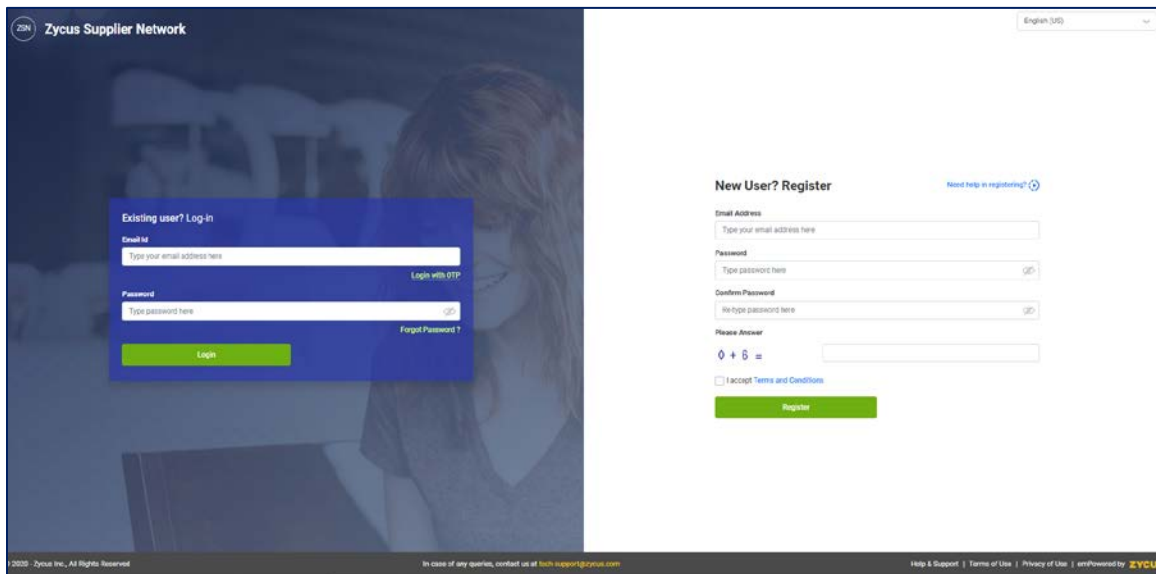 ZSN Zycus Supplier Network
English (US)
Existing user? Log-in
Email Id
Type your email address here
Login with OTP
Password
Type password here
Forgot Password ?
Login
New User? Register
Need help in registering?
Email Address
Type your email address here
Password
Type password here
Confirm Password
Re-type password here
Please Answer
0 + 6 =
I accept Terms and Conditions
Register
2020 - Zycus Inc., All Rights Reserved
In case of any queries, contact us at tech-support@zycus.com
Help & Support | Terms of Use | Privacy of Use | emPowered by ZYCU